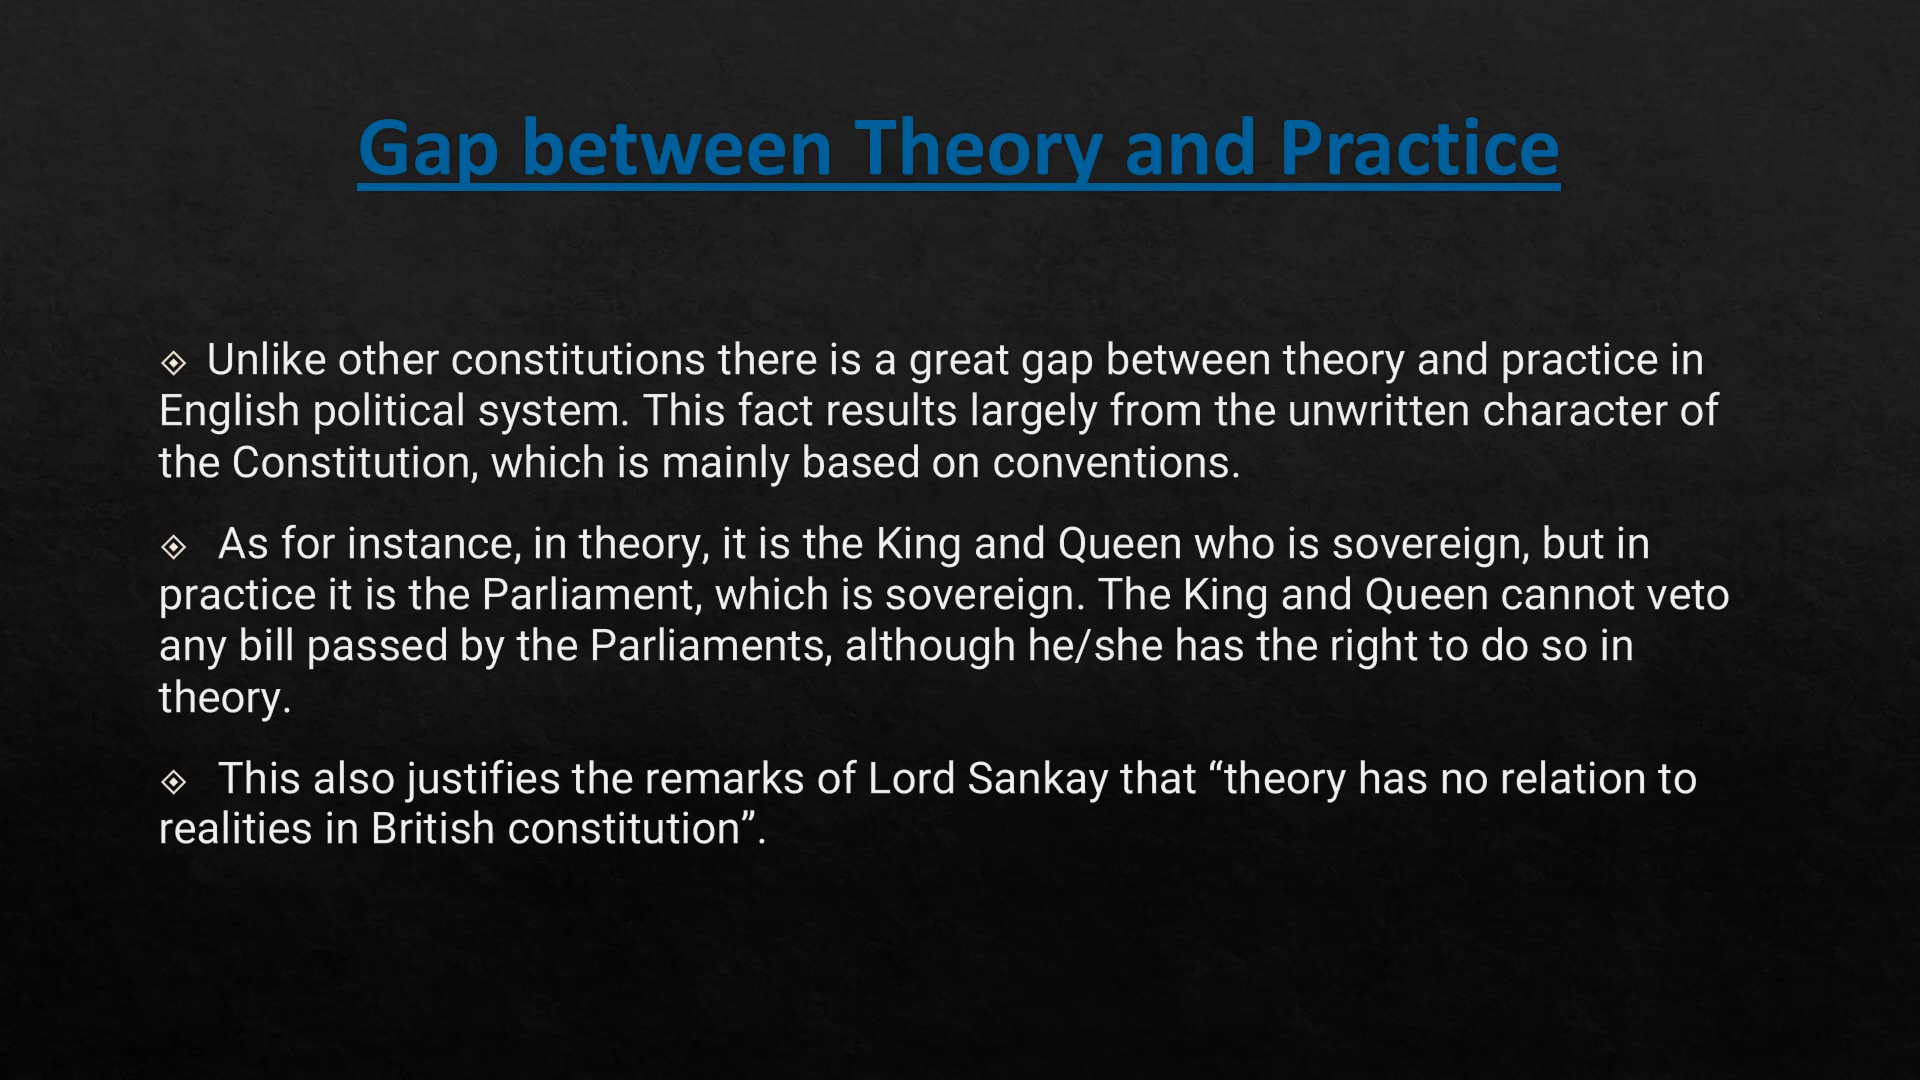 Gap between Theory and Practice
Unlike other constitutions there is a great gap between theory and practice in
English political system. This fact results largely from the unwritten character of
the Constitution, which is mainly based on conventions.
As for instance, in theory, it is the King and Queen who is sovereign, but in
practice it is the Parliament, which is sovereign. The King and Queen cannot veto
any bill passed by the Parliaments, although he/she has the right to do so in
theory.
This also justifies the remarks of Lord Sankay that “theory has no relation to
realities in British constitution”.